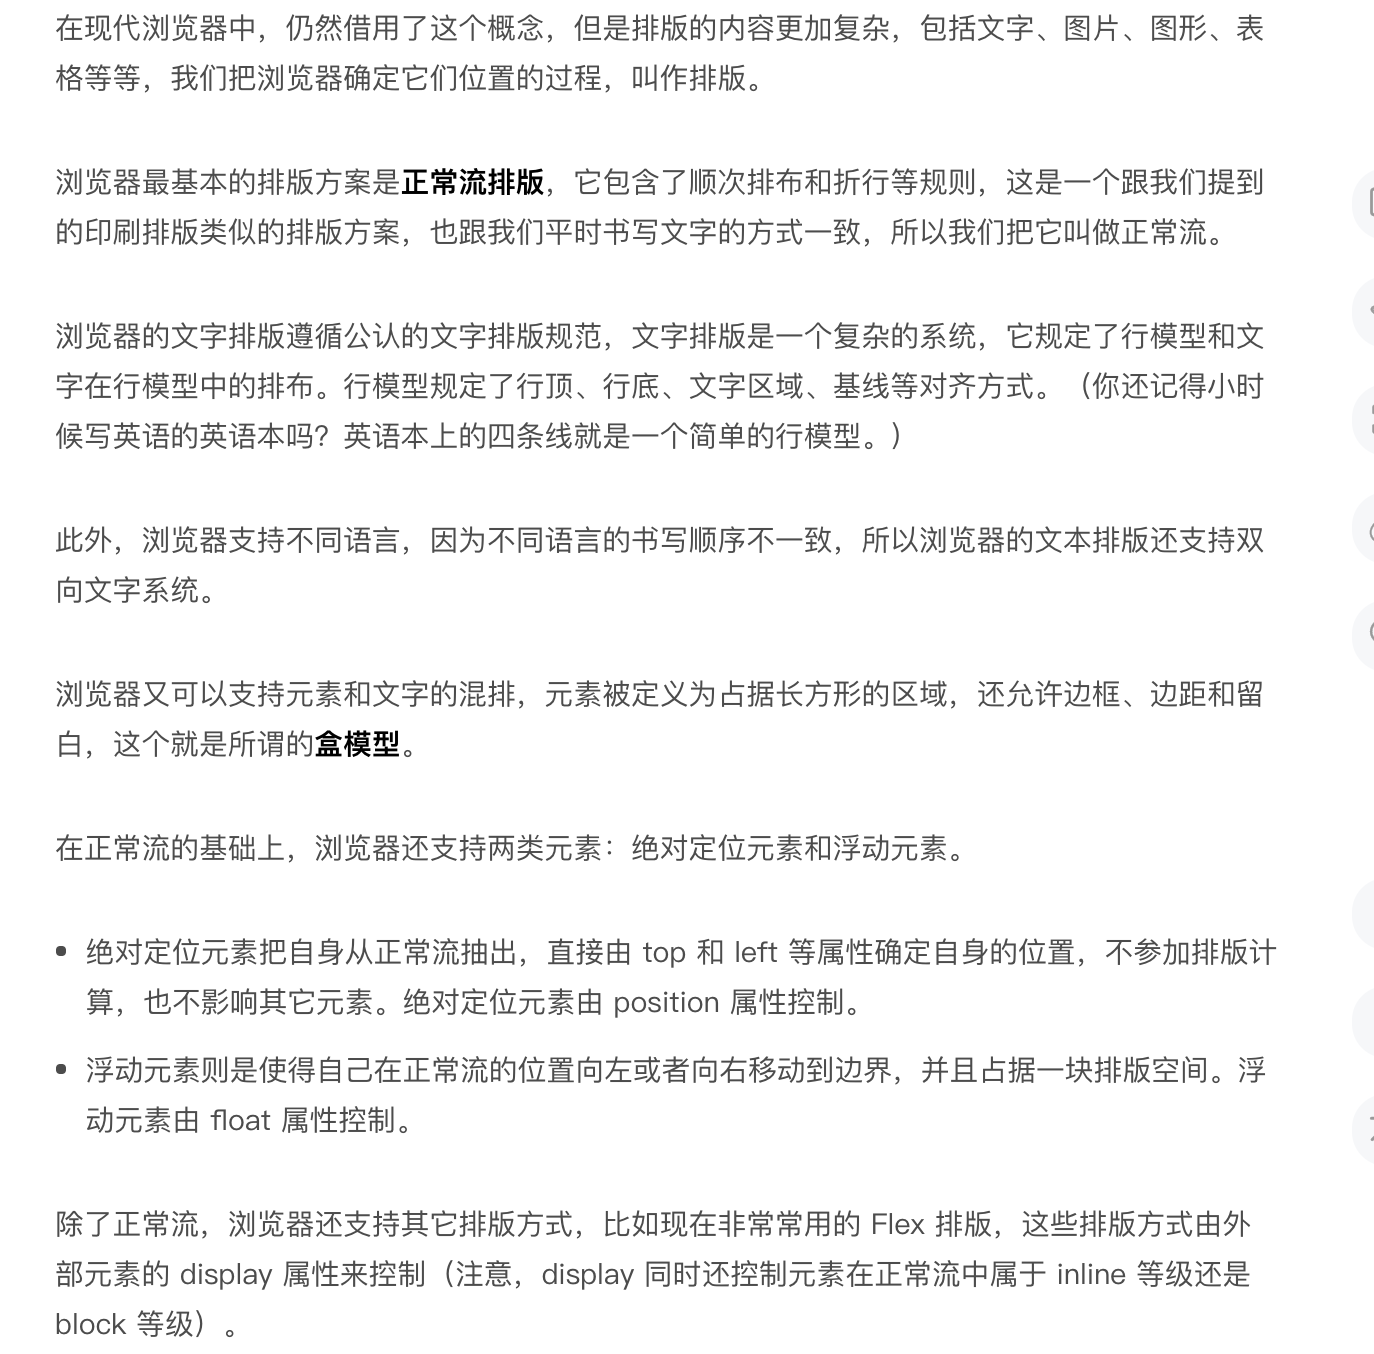 在现代浏览器中，仍然借用了这个概念，但是排版的内容更加复杂，包括文字、图片、图形、表
格等等，我们把浏览器确定它们位置的过程，叫作排版。
浏览器最基本的排版方案是正常流排版，它包含了顺次排布和折行等规则，这是一个跟我们提到
的印刷排版类似的排版方案，也跟我们平时书写文字的方式一致，所以我们把它叫做正常流。
浏览器的文字排版遵循公认的文字排版规范，文字排版是一个复杂的系统，它规定了行模型和文
字在行模型中的排布。行模型规定了行顶、行底、文字区域、基线等对齐方式。（你还记得小时
候写英语的英语本吗？英语本上的四条线就是一个简单的行模型。）
此外，浏览器支持不同语言，因为不同语言的书写顺序不一致，所以浏览器的文本排版还支持双
向文字系统。
浏览器又可以支持元素和文字的混排，元素被定义为占据长方形的区域，还允许边框、边距和留
白，这个就是所谓的盒模型。
在正常流的基础上，浏览器还支持两类元素：绝对定位元素和浮动元素。
• 绝对定位元素把自身从正常流抽出，直接由 top 和 left 等属性确定自身的位置，不参加排版计
算，也不影响其它元素。绝对定位元素由 position 属性控制。
• 浮动元素则是使得自己在正常流的位置向左或者向右移动到边界，并且占据一块排版空间。浮
动元素由 float 属性控制。
除了正常流，浏览器还支持其它排版方式，比如现在非常常用的 Flex 排版，这些排版方式由外
部元素的 display 属性来控制（注意，display 同时还控制元素在正常流中属于 inline 等级还是
block 等级）。